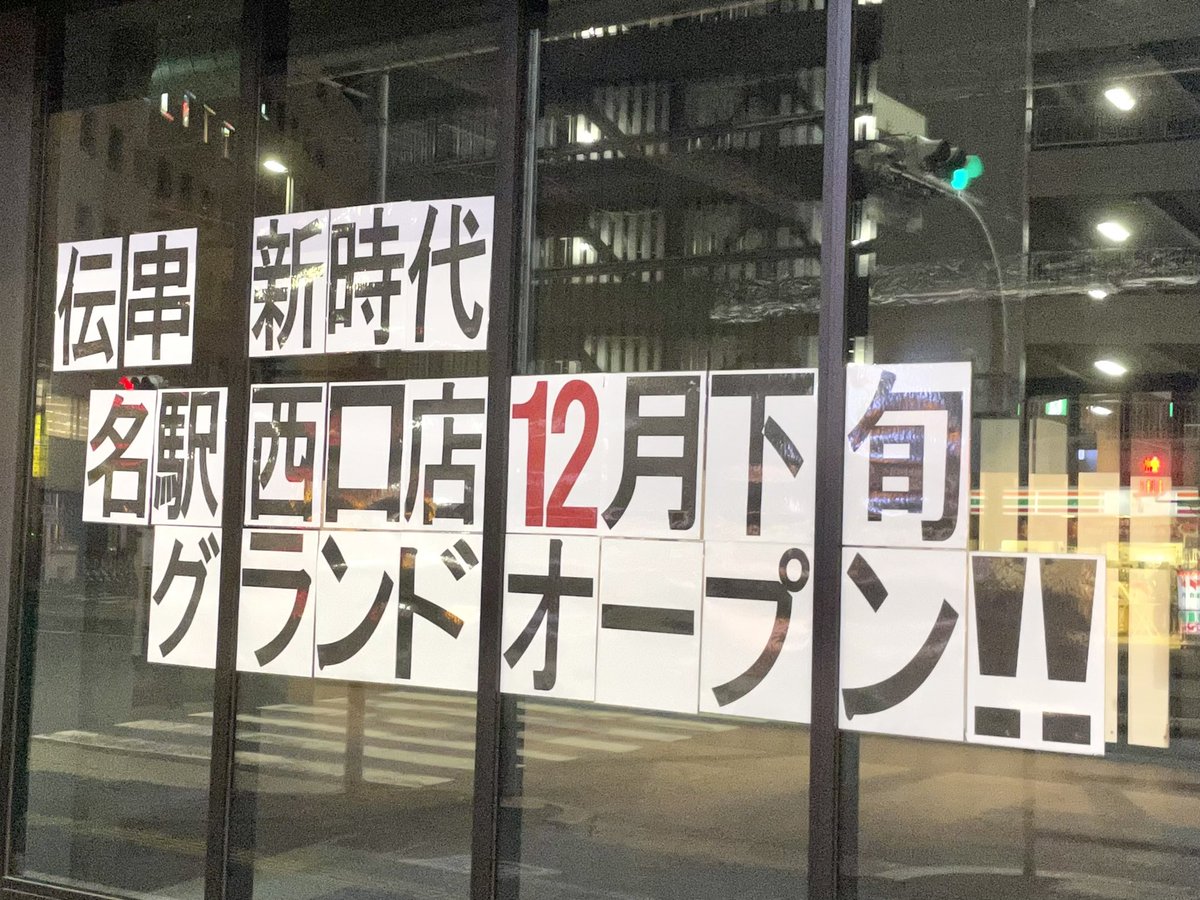 伝串 新時代
名駅西口店12月下旬
グランドオープン!!